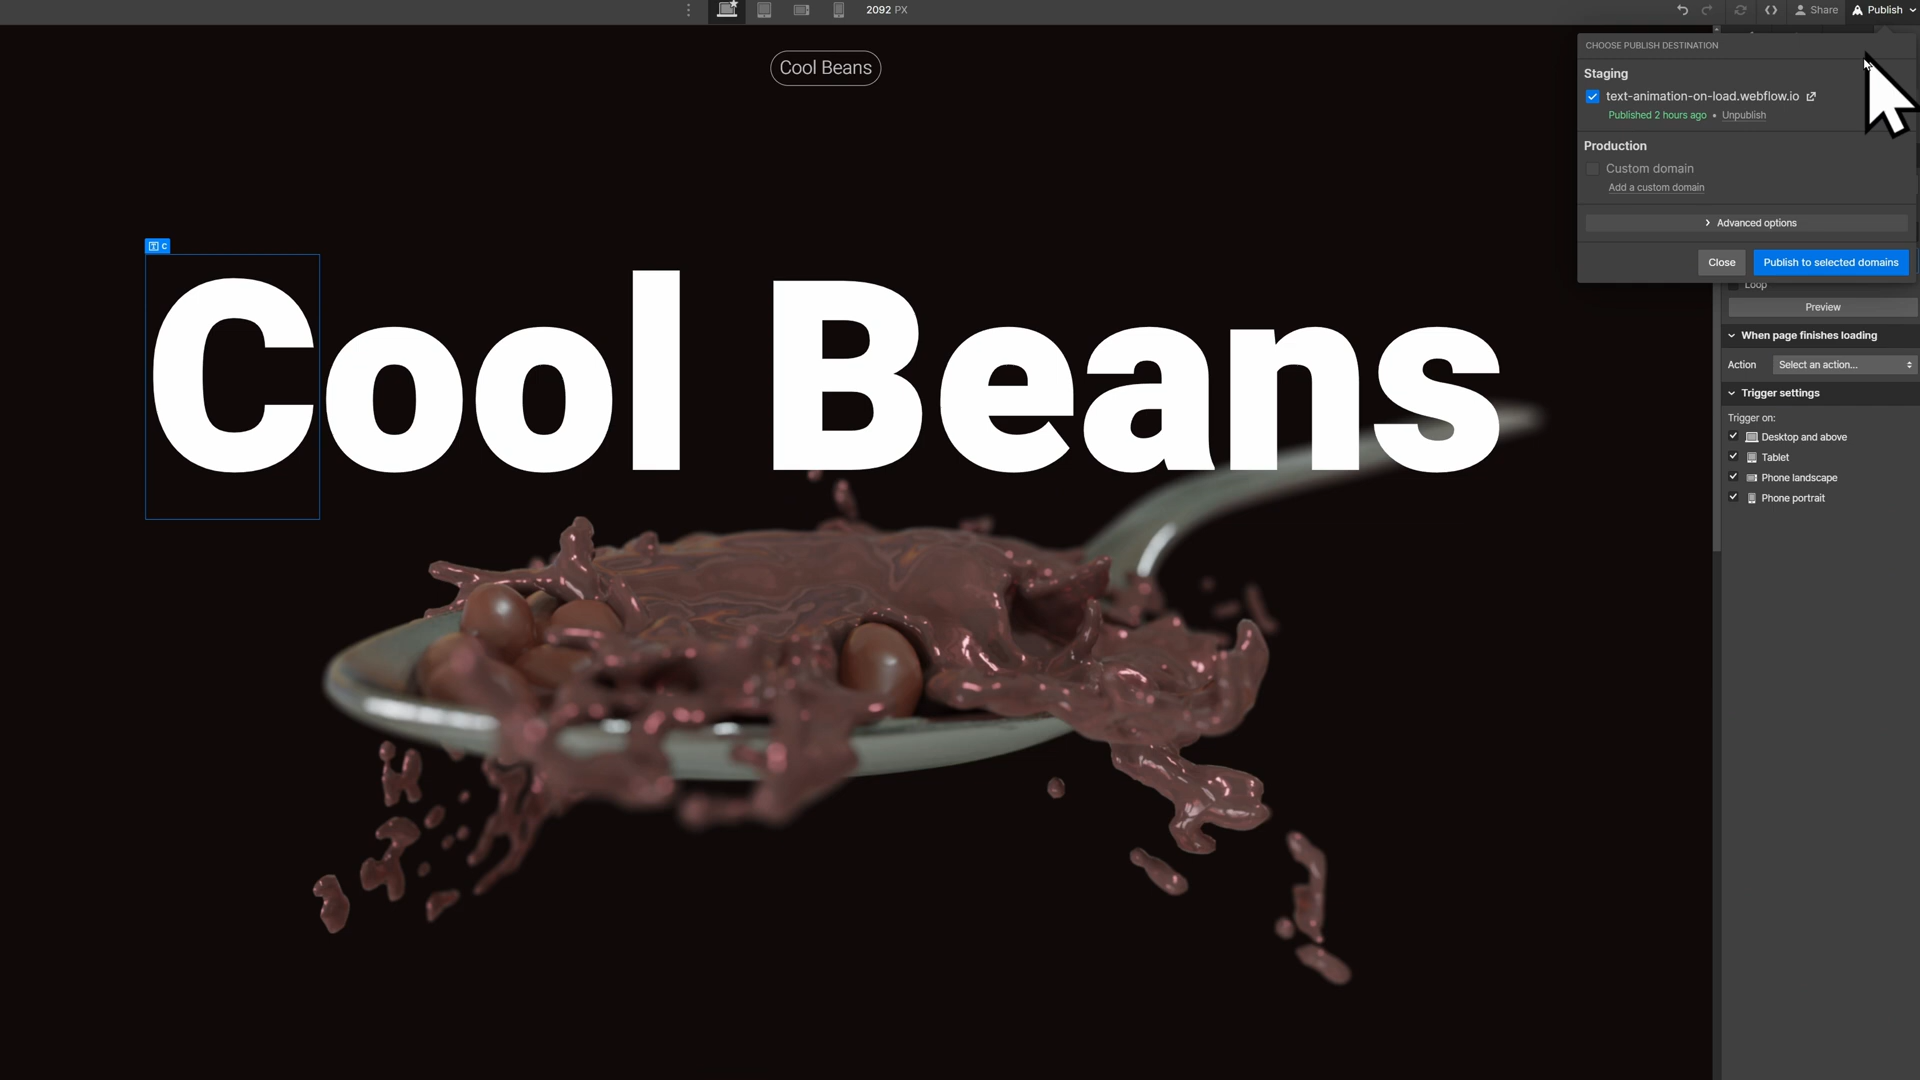 2092 PX
Share
Publish
Cool Beans
CHOOSE PUBLISH DESTINATION
Staging
text-animation-on-load.webflow.io
Published 2 hours ago • Unpublish
Production
Custom domain
Add a custom domain
Advanced options
Close
Publish to selected domains
C
Cool Beans
Loop
Preview
When page finishes loading
Action
Select an action...
Trigger settings
Trigger on:
Desktop and above
Tablet
Phone landscape
Phone portrait